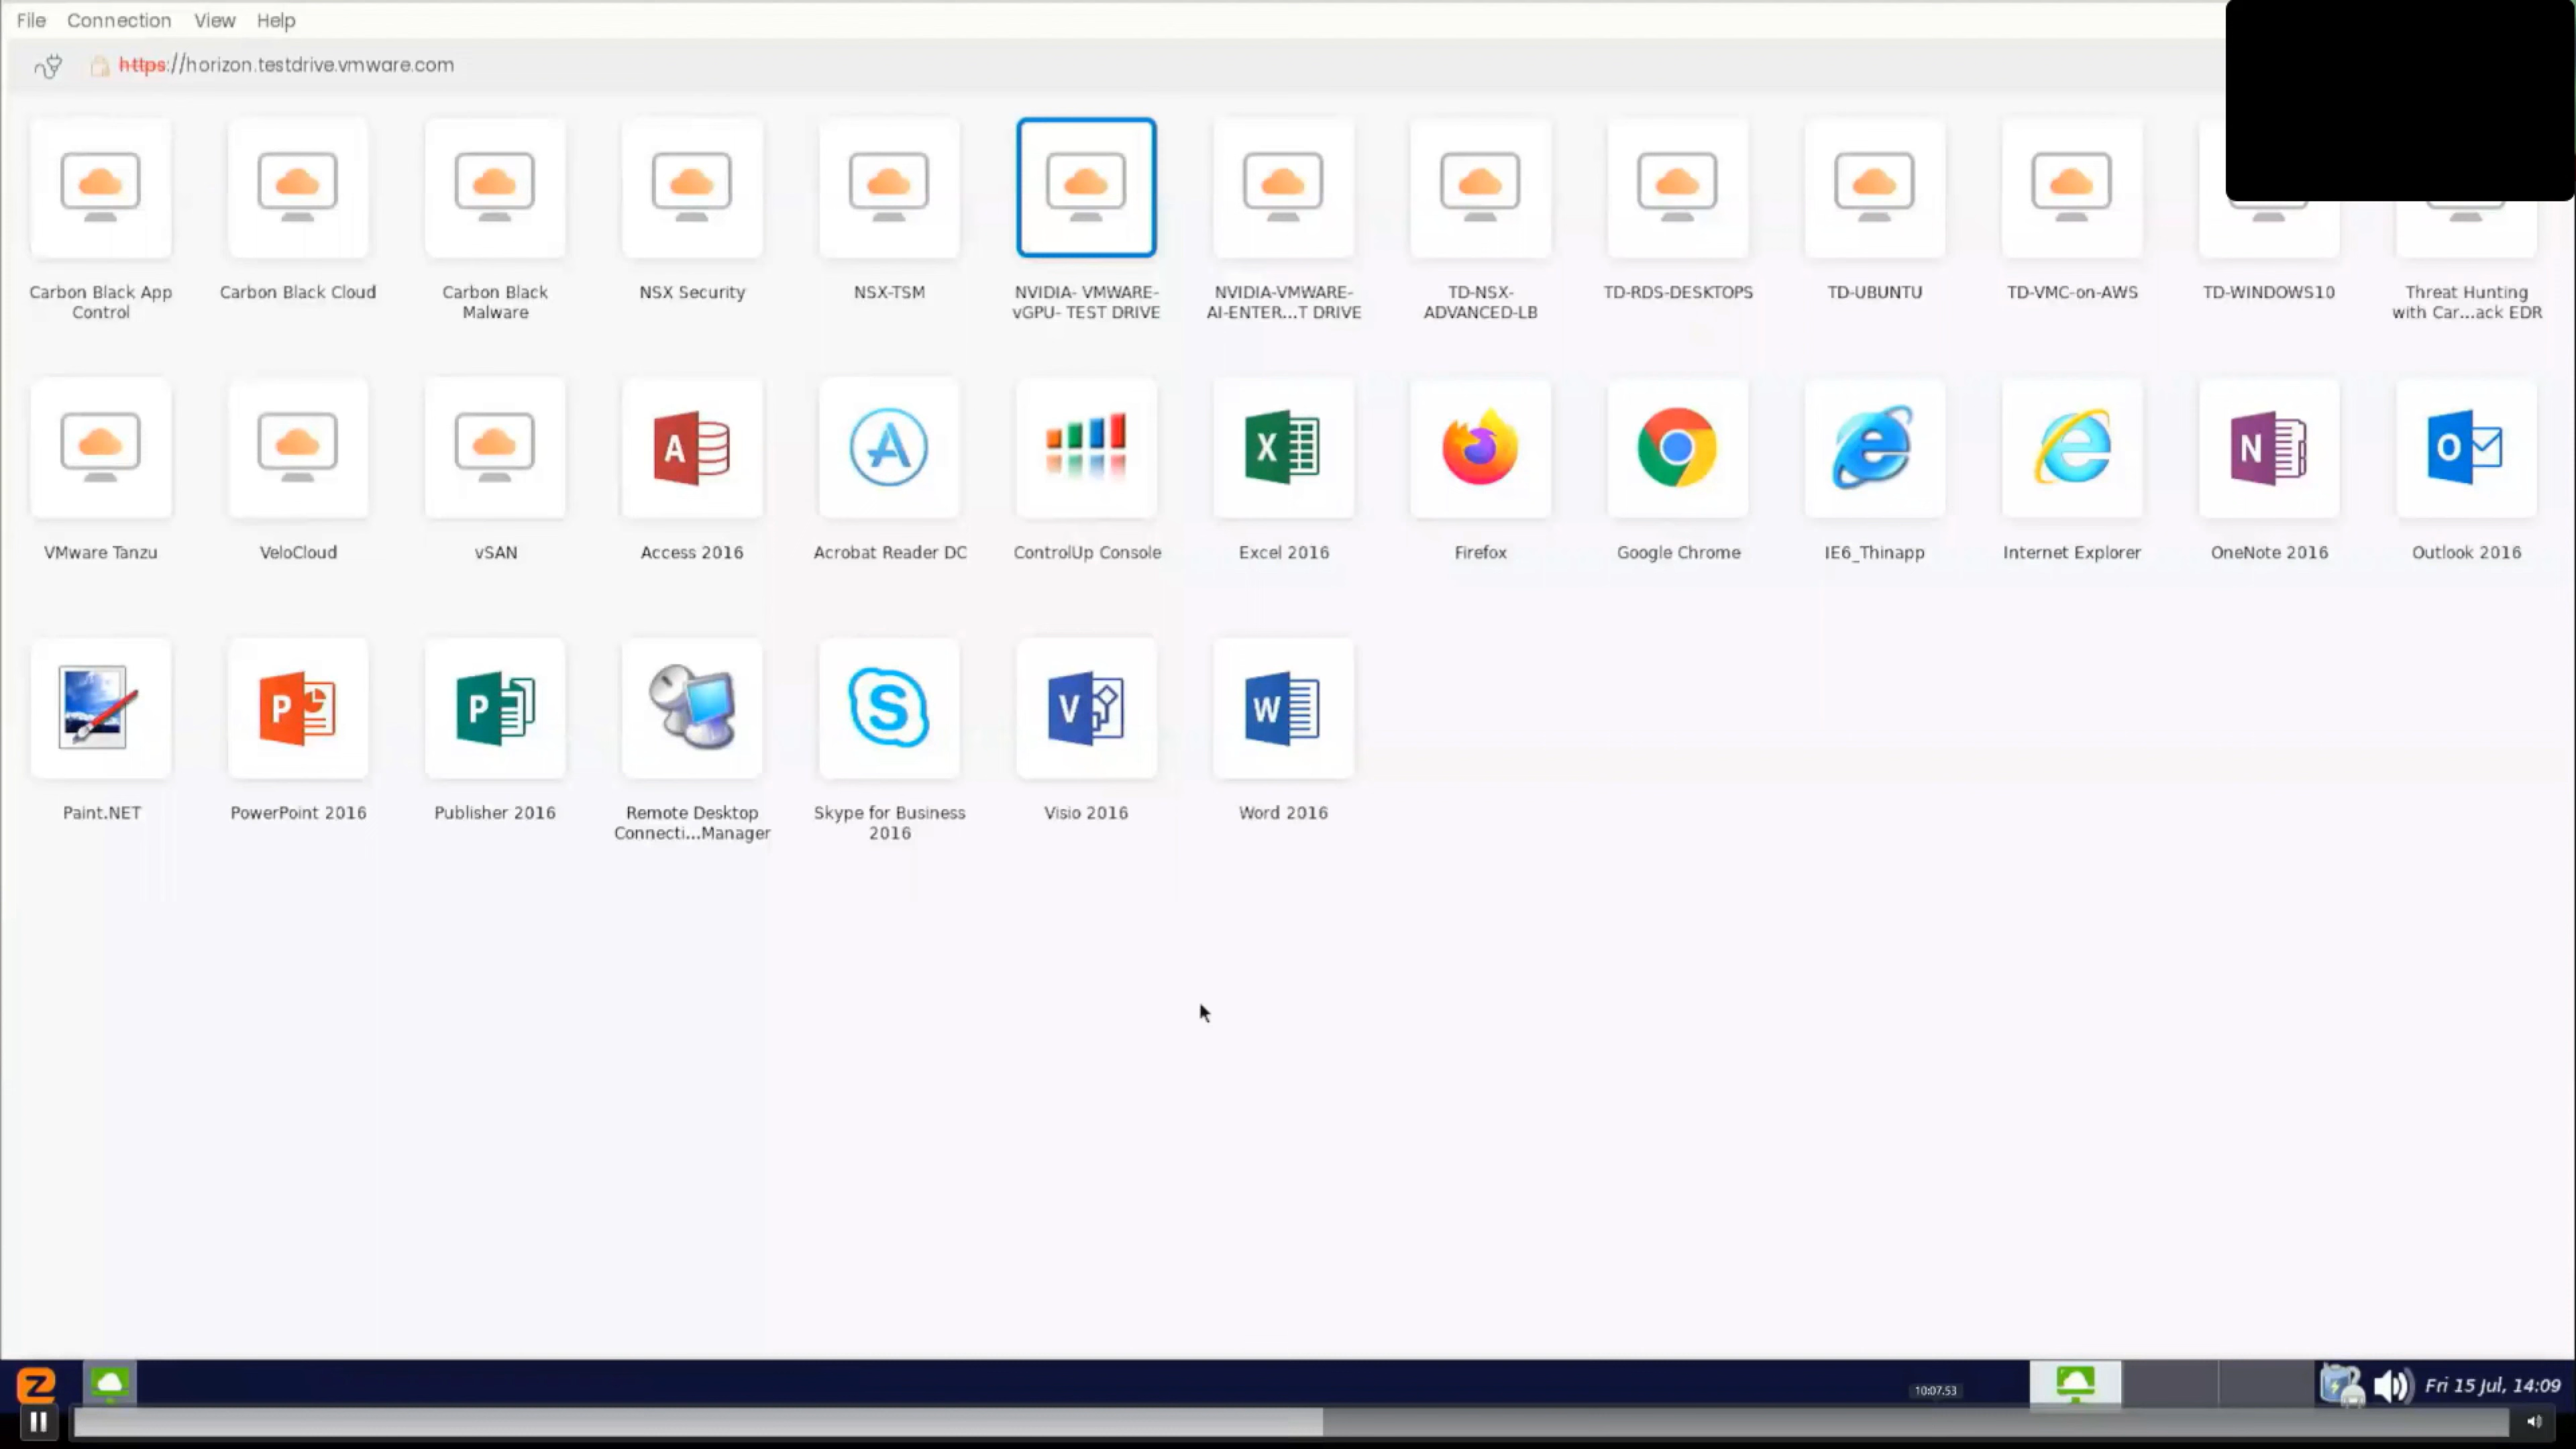 File Connection View Help
https://horizon.testdrive.vmware.com
Carbon Black App
Control
Carbon Black Cloud
Carbon Black
Malware
NSX Security
NSX-TSM
NVIDIA- VMWARE-
vGPU- TEST DRIVE
NVIDIA-VMWARE-
AI-ENTER...T DRIVE
TD-NSX-
ADVANCED-LB
TD-RDS-DESKTOPS
TD-UBUNTU
TD-VMC-on-AWS
TD-WINDOWS10
Threat Hunting
with Car...ack EDR
VMware Tanzu
VeloCloud
vSAN
A
Access 2016
Acrobat Reader DC
ControlUp Console
X
Excel 2016
Firefox
Google Chrome
IE6_Thinapp
Internet Explorer
N
OneNote 2016
O
Outlook 2016
Paint.NET
P
PowerPoint 2016
P
Publisher 2016
Remote Desktop
Connecti...Manager
S
Skype for Business
2016
V
Visio 2016
W
Word 2016
10:07.53
Fri 15 Jul, 14:09